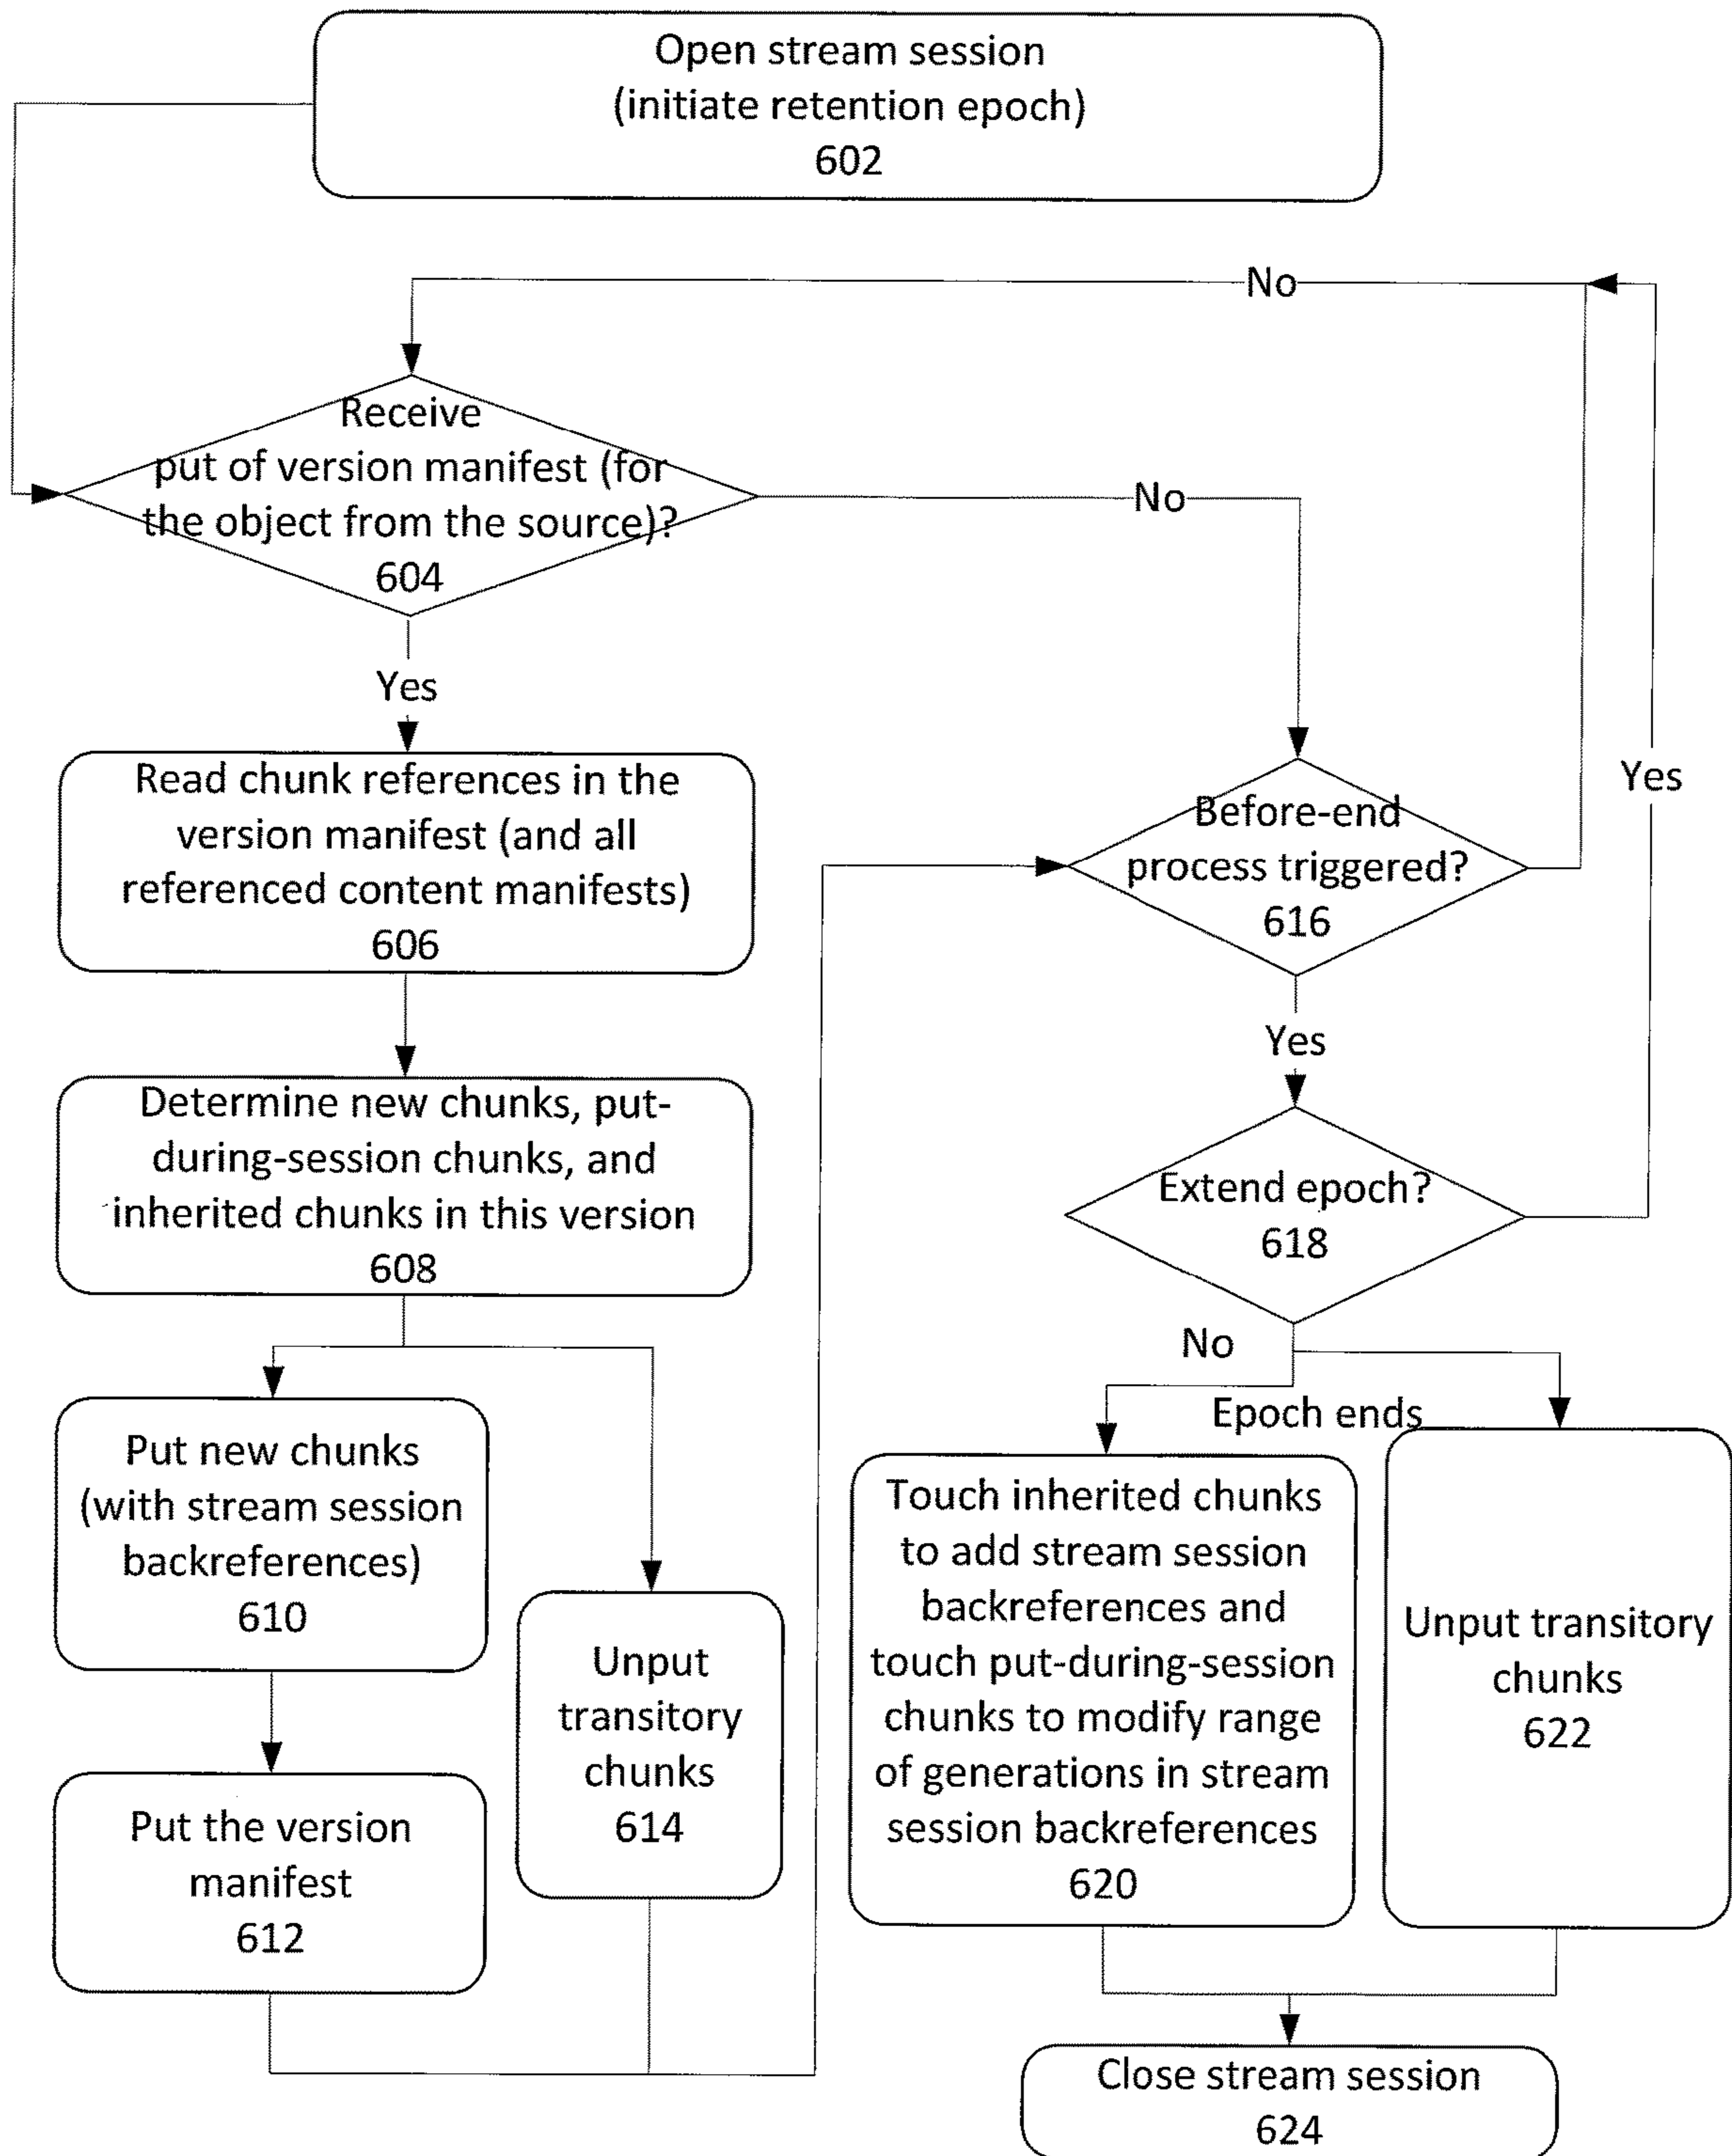 Open stream session
(initiate retention epoch)
602
No
Receive
put of version manifest (for
the object from the source)?
604
No
Yes
Yes
Read chunk references in the
version manifest (and all
referenced content manifests)
606
Before-end
process triggered?
616
Yes
Determine new chunks, put-
during-session chunks, and
inherited chunks in this version
608
Extend epoch?
618
No
Epoch ends
Put new chunks
(with stream session
backreferences)
610
Unput
transitory
chunks
614
Put the version
manifest
612
Touch inherited chunks
to add stream session
backreferences and
touch put-during-session
chunks to modify range
of generations in stream
session backreferences
620
Unput transitory
chunks
622
Close stream session
624